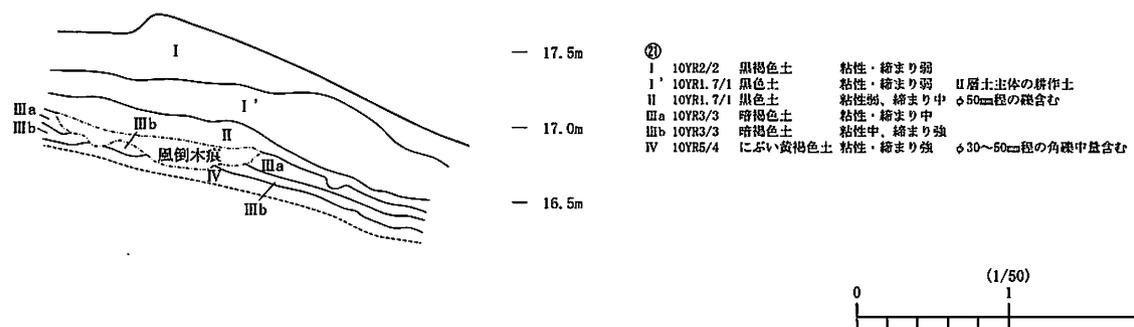 I
17.5m
I'
17.0m
Ⅲa
Ⅲb
Ⅲb
Ⅱ
風倒木痕
Ⅲa
Ⅳ
Ⅲb
16.5m
㉑
I 10YR2/2 黒褐色土 粘性・締まり弱
I' 10YR1.7/1 黒色土 粘性・締まり弱 Ⅱ層土主体の耕作土
Ⅱ 10YR1.7/1 黒色土 粘性弱、締まり中 φ50㎜程の礫含む
Ⅲa 10YR3/3 暗褐色土 粘性・締まり中
Ⅲb 10YR3/3 暗褐色土 粘性中、締まり強
Ⅳ 10YR5/4 にぶい黄褐色土 粘性・締まり強 φ30～50㎜程の角礫中量含む
(1/50)
0 1